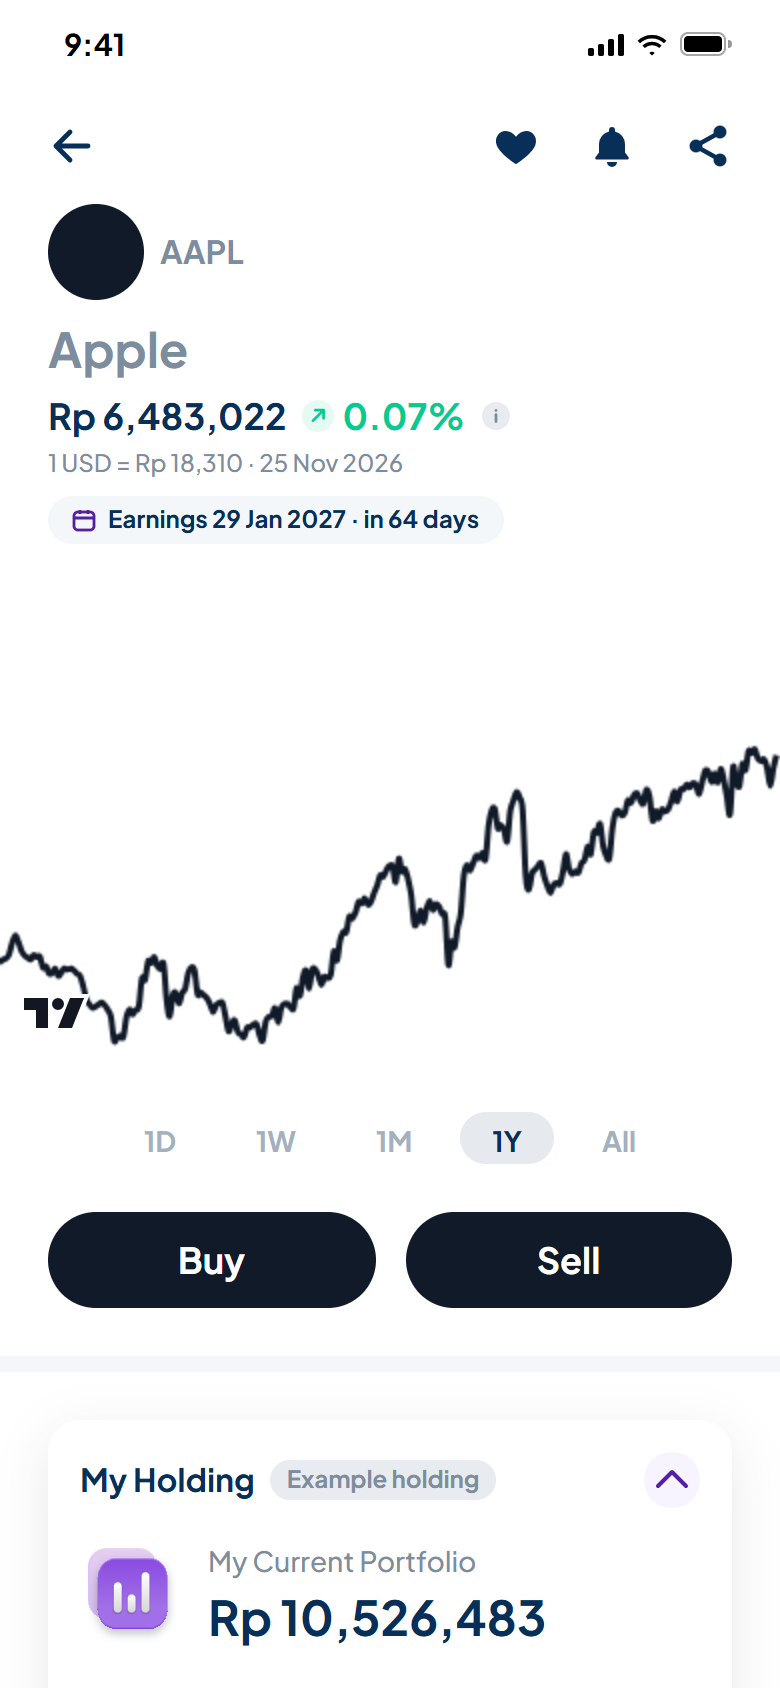 9:41
AAPL
Apple
Rp 6,483,022 0.07% i
1 USD = Rp 18,310 · 25 Nov 2026
Earnings 29 Jan 2027 · in 64 days
1D 1W 1M 1Y All
Buy Sell
My Holding Example holding
My Current Portfolio
Rp 10,526,483